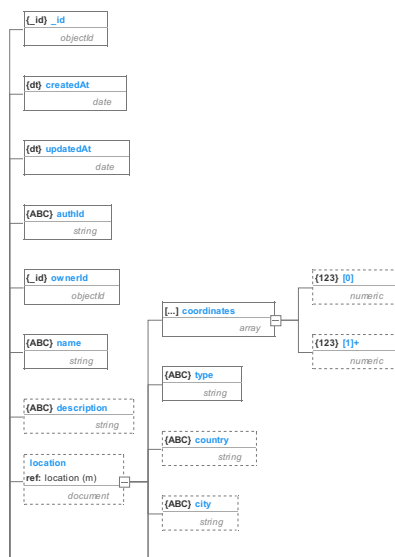 {_id} _id
objectId
{dt} createdAt
date
{dt} updatedAt
date
{ABC} authId
string
{_id} ownerId
objectId
{ABC} name
string
{ABC} description
string
location
ref: location (m)
document
[...] coordinates
array
{123} [0]
numeric
{123} [1]+
numeric
{ABC} type
string
{ABC} country
string
{ABC} city
string